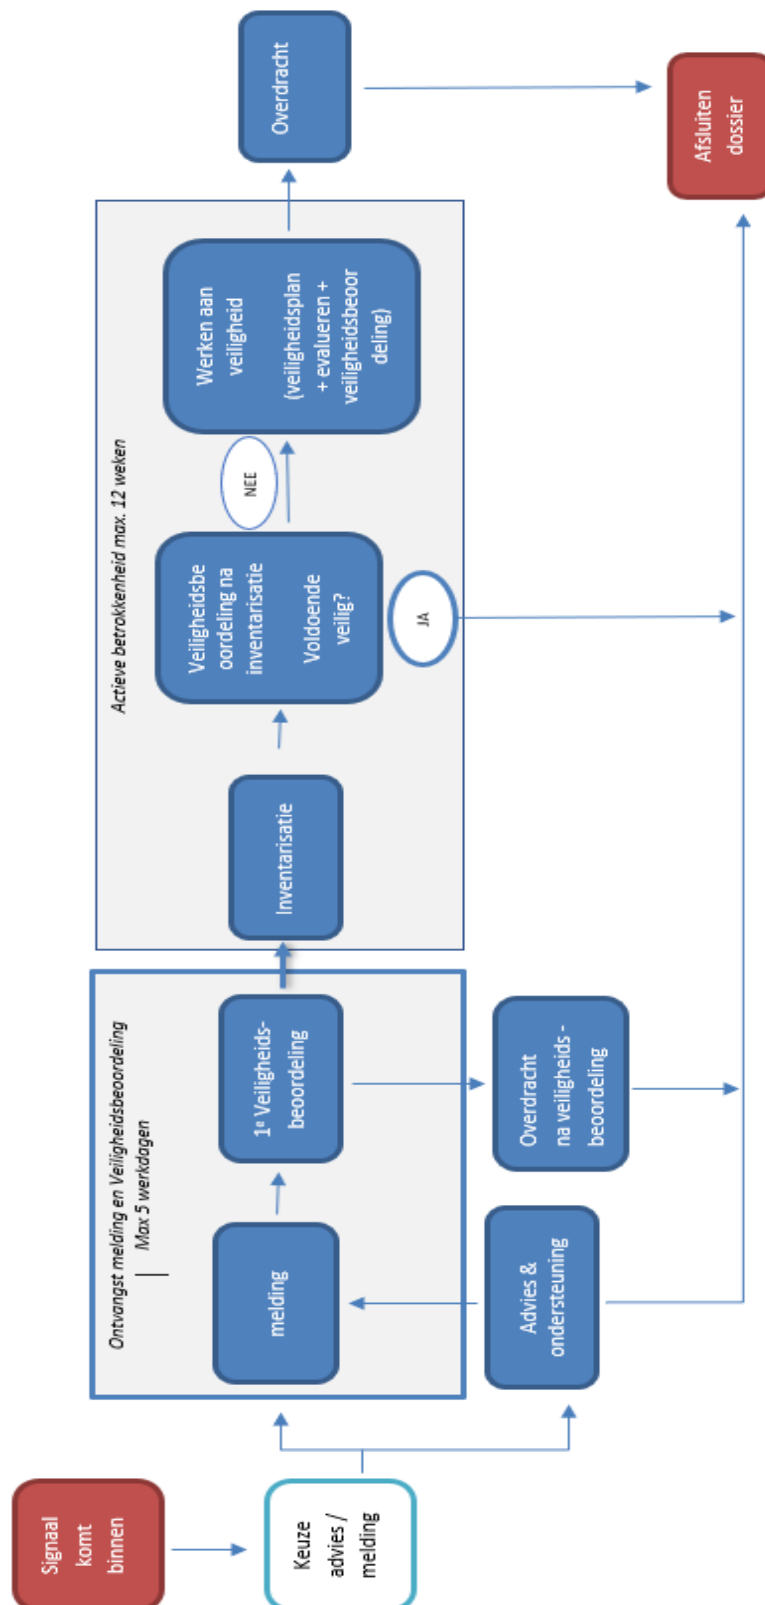 Signaal
komt
binnen
Keuze
advies /
melding
Ontvangst melding en Veiligheidsbeoordeling
Max 5 werkdagen
melding
1e Veiligheids-
beoordeling
Advies &
ondersteuning
Overdracht
na veiligheids -
beoordeling
Actieve betrokkenheid max. 12 weken
Inventarisatie
Veiligheidsbe
oordeling na
inventarisatie
Voldoende
veilig?
NEE
JA
Werken aan
veiligheid
(veiligheidsplan
+ evalueren +
veiligheidsbeoor
deling)
Overdracht
Afsluiten
dossier